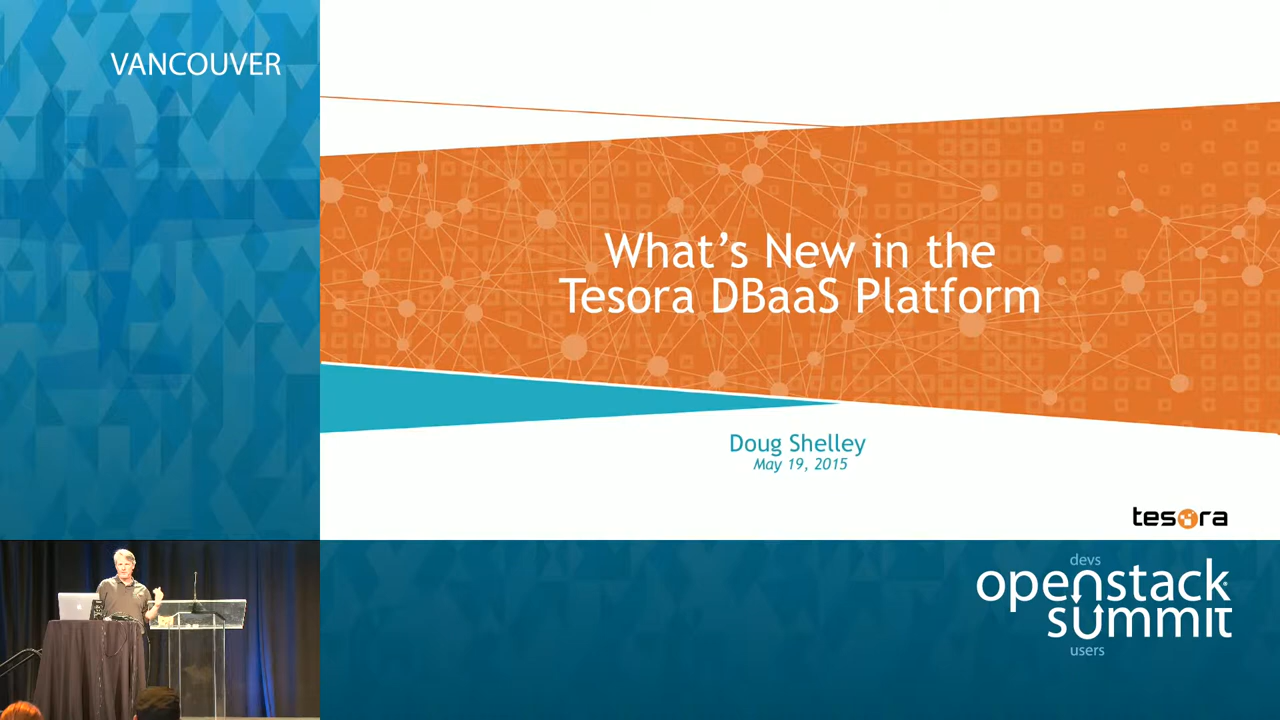 VANCOUVER
What's New in the
Tesora DBaaS Platform
Doug Shelley
May 19, 2015
tesora
devs
openstack
summit
users